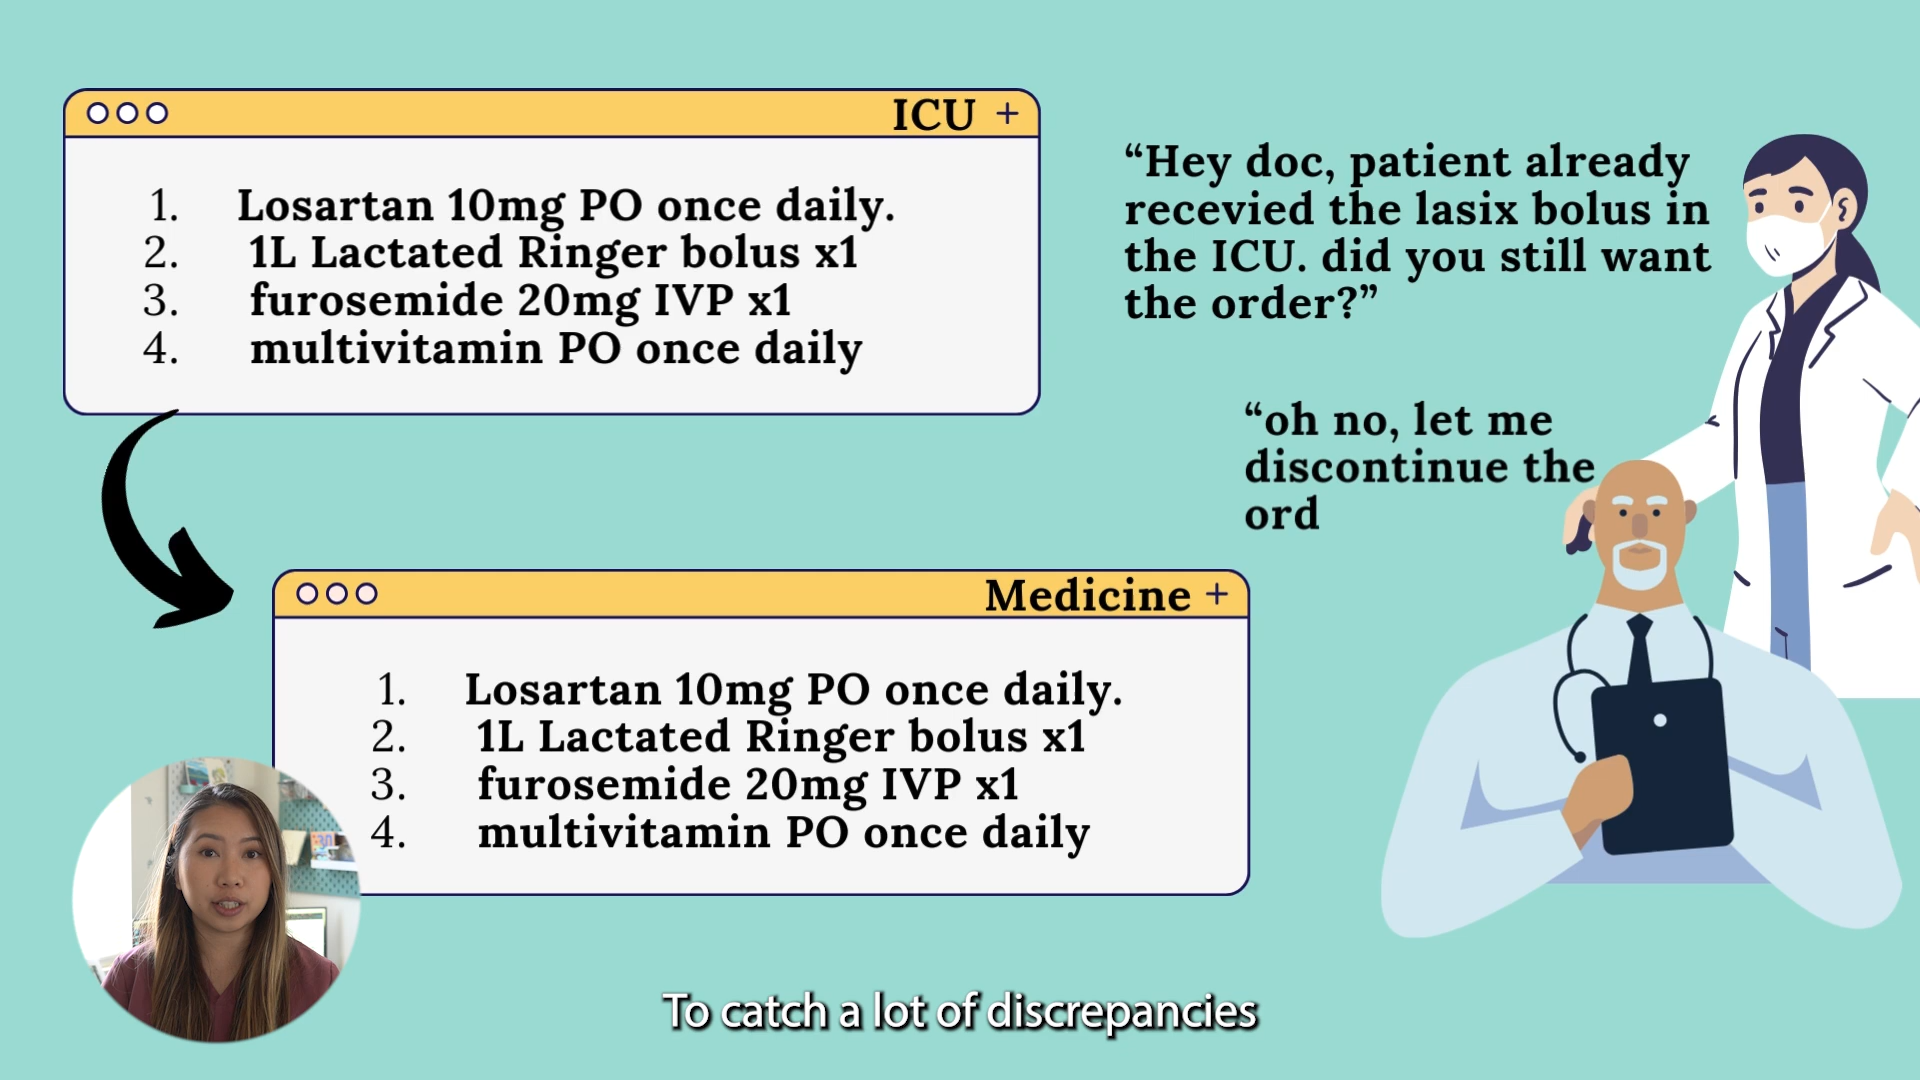 ICU +
1. Losartan 10mg PO once daily.
2. 1L Lactated Ringer bolus x1
3. furosemide 20mg IVP x1
4. multivitamin PO once daily
“Hey doc, patient already
recevied the lasix bolus in
the ICU. did you still want
the order?”
“oh no, let me
discontinue the
ord
Medicine +
1. Losartan 10mg PO once daily.
2. 1L Lactated Ringer bolus x1
3. furosemide 20mg IVP x1
4. multivitamin PO once daily
To catch a lot of discrepancies